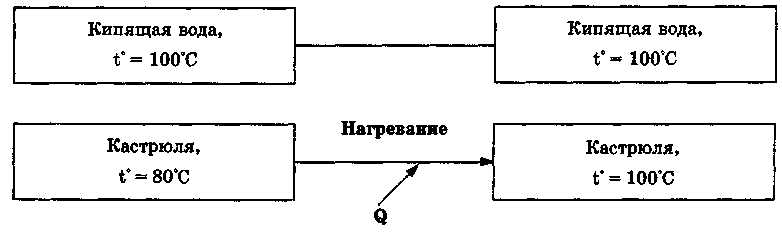 Кипящая вода,
t° = 100°C
Кипящая вода,
t° = 100°C
Кастрюля,
t° = 80°C
Нагревание
Q
Кастрюля,
t° = 100°C